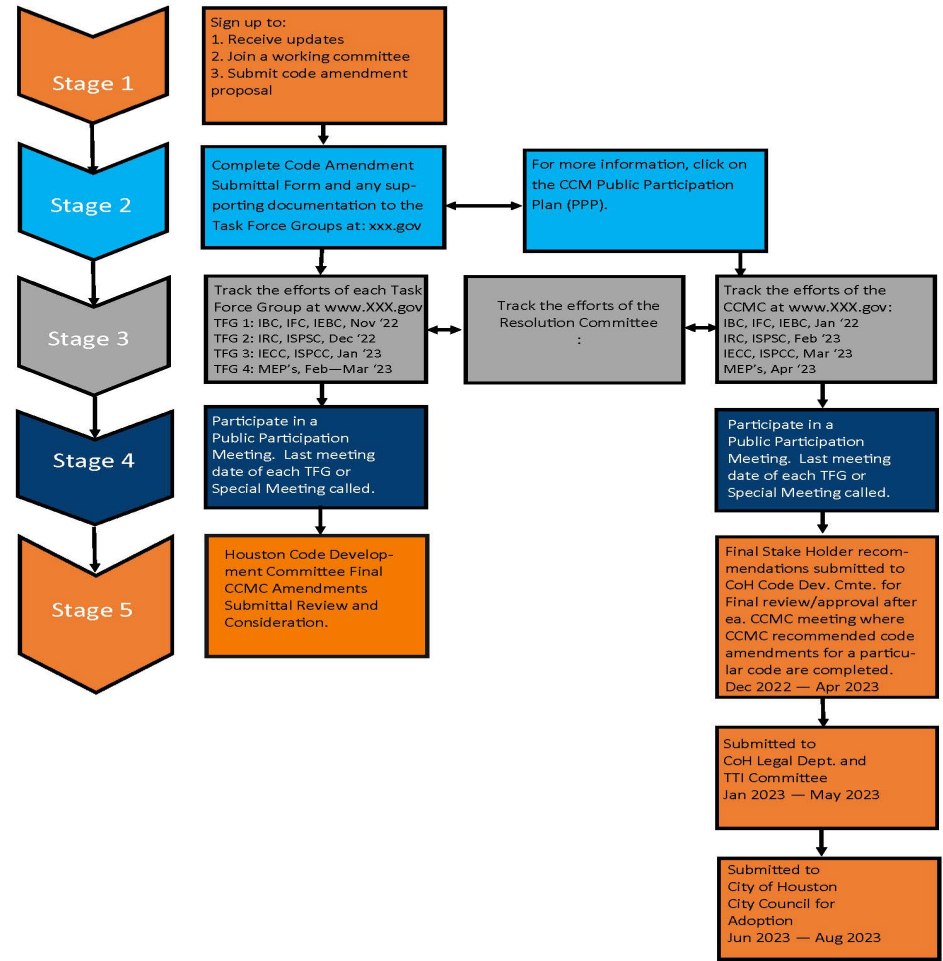 Stage 1
Sign up to:
1. Receive updates
2. Join a working committee
3. Submit code amendment
proposal
Stage 2
Complete Code Amendment
Submittal Form and any sup-
porting documentation to the
Task Force Groups at: xxx.gov
For more information, click on
the CCM Public Participation
Plan (PPP).
Stage 3
Track the efforts of each Task
Force Group at www.XXX.gov
TFG 1: IBC, IFC, IEBC, Nov ‘22
TFG 2: IRC, ISPSC, Dec ‘22
TFG 3: IECC, ISPCC, Jan ‘23
TFG 4: MEP’s, Feb—Mar ‘23
Track the efforts of the
Resolution Committee
:
Track the efforts of the
CCMC at www.XXX.gov:
IBC, IFC, IEBC, Jan ‘22
IRC, ISPSC, Feb ‘23
IECC, ISPCC, Mar ‘23
MEP’s, Apr ‘23
Stage 4
Participate in a
Public Participation
Meeting.  Last meeting
date of each TFG or
Special Meeting called.
Participate in a
Public Participation
Meeting.  Last meeting
date of each TFG or
Special Meeting called.
Stage 5
Houston Code Develop-
ment Committee Final
CCMC Amendments
Submittal Review and
Consideration.
Final Stake Holder recom-
mendations submitted to
CoH Code Dev. Cmte. for
Final review/approval after
ea. CCMC meeting where
CCMC recommended code
amendments for a particu-
lar code are completed.
Dec 2022 — Apr 2023
Submitted to
CoH Legal Dept. and
TTI Committee
Jan 2023 — May 2023
Submitted to
City of Houston
City Council for
Adoption
Jun 2023 — Aug 2023